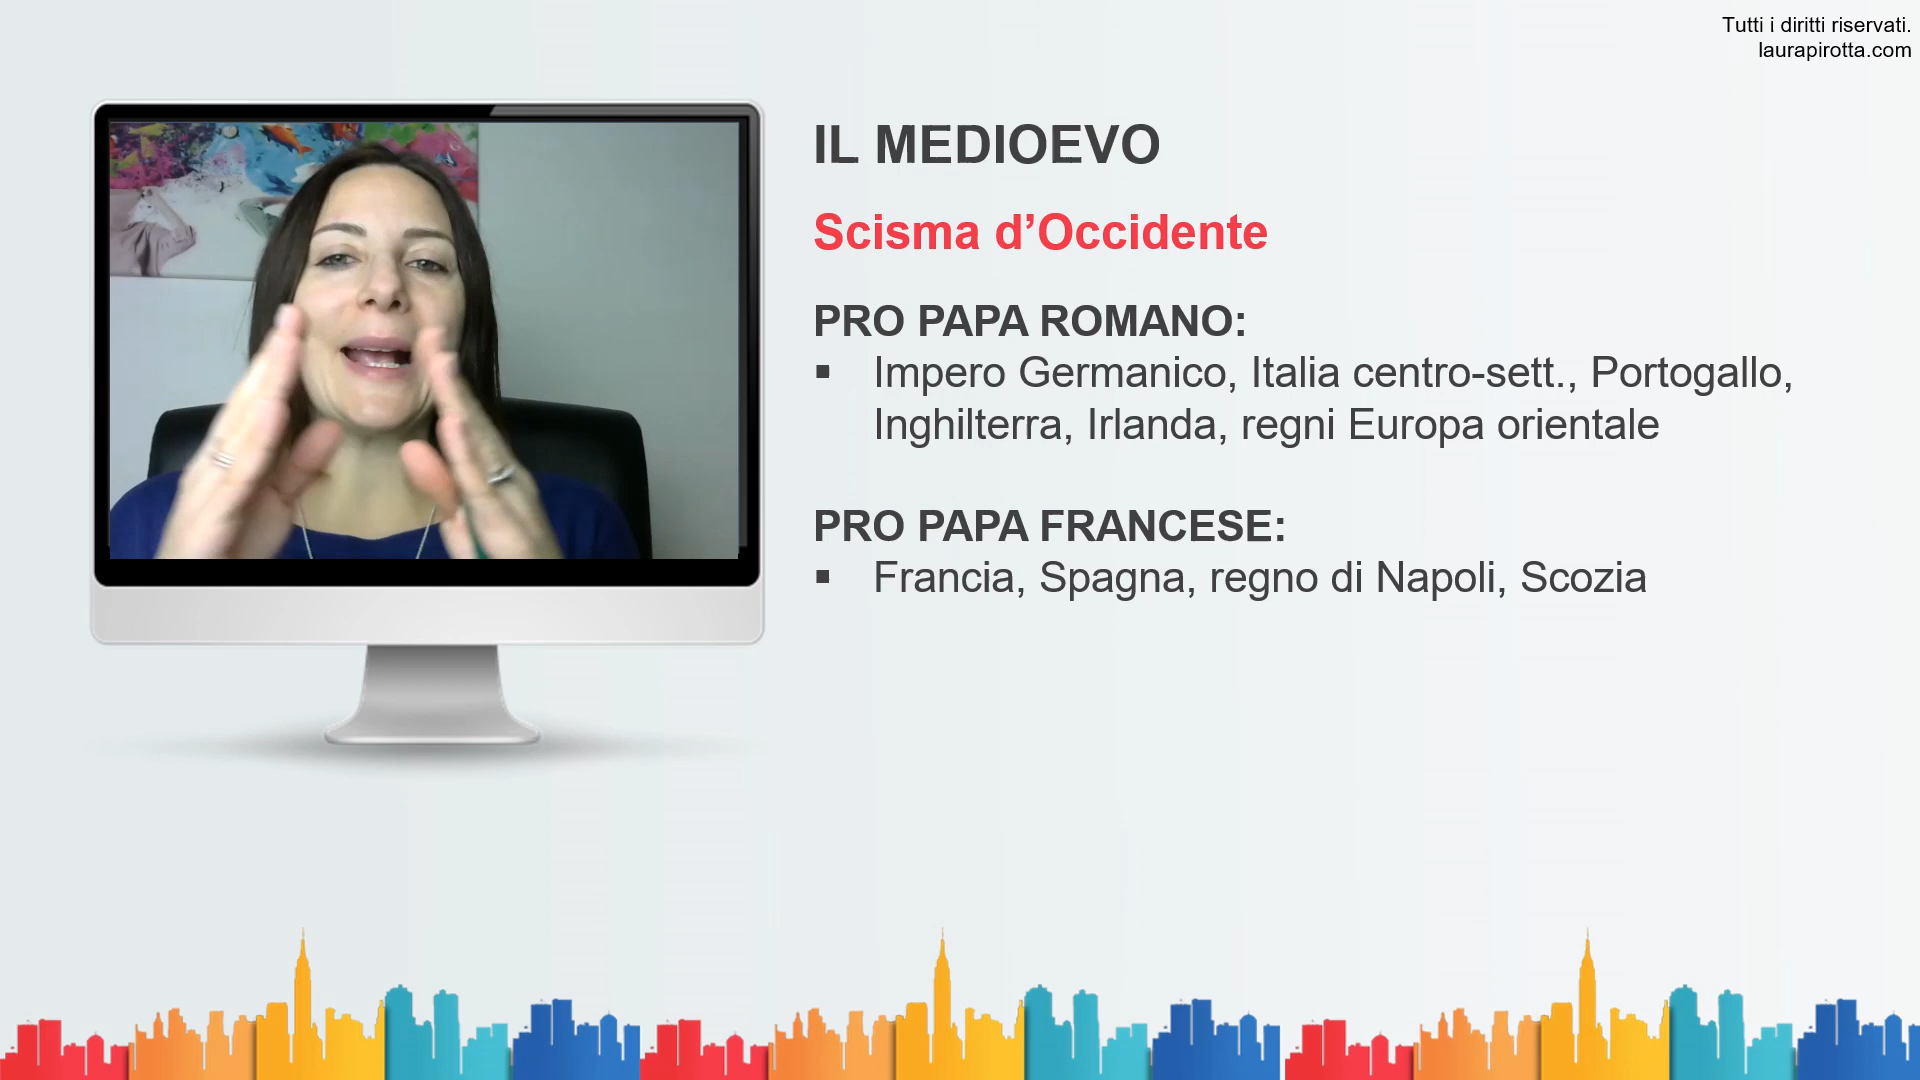 Tutti i diritti riservati.
laurapirotta.com
IL MEDIOEVO
Scisma d’Occidente
PRO PAPA ROMANO:
▪ Impero Germanico, Italia centro-sett., Portogallo,
Inghilterra, Irlanda, regni Europa orientale
PRO PAPA FRANCESE:
▪ Francia, Spagna, regno di Napoli, Scozia